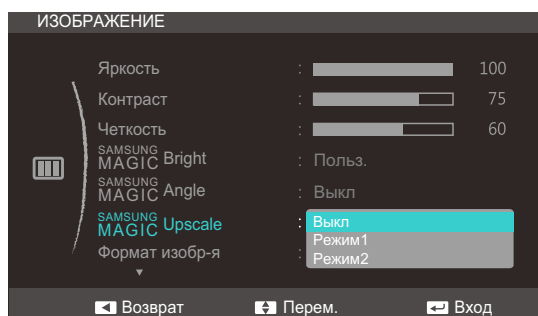 ИЗОБРАЖЕНИЕ
Яркость : 100
Контраст : 75
Четкость : 60
SAMSUNG MAGIC Bright : Польз.
SAMSUNG MAGIC Angle : Выкл
SAMSUNG MAGIC Upscale : Выкл
Режим1
Формат изобр-я : Режим2
Возврат Перем. Вход